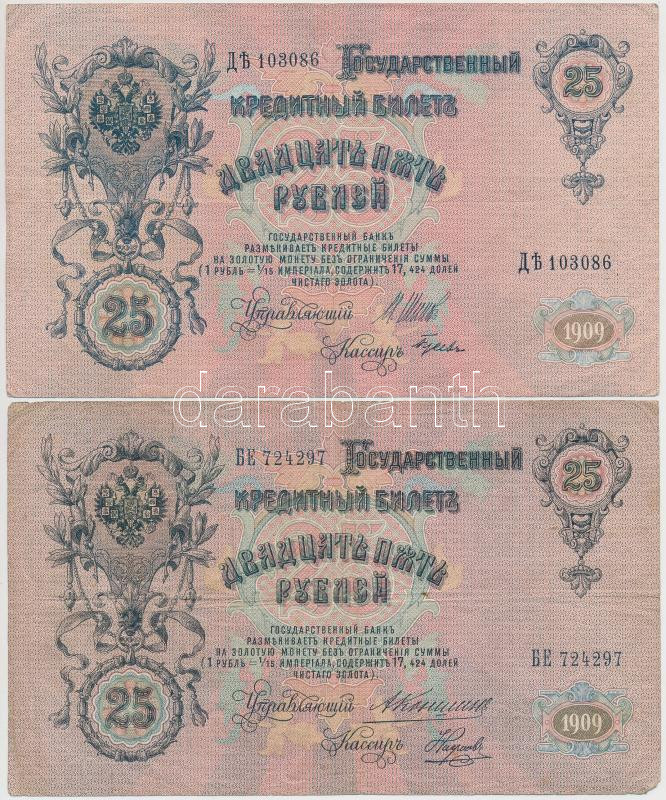 ДѢ 103086 Государственный 25
Кредитный Билетъ
Двадцать пять
рублей
ГОСУДАРСТВЕННЫЙ БАНКЪ
РАЗМѢНИВАЕТЪ КРЕДИТНЫЕ БИЛЕТЫ
НА ЗОЛОТУЮ МОНЕТУ БЕЗЪ ОГРАНИЧЕНІЯ СУММЫ
(1 РУБЛЬ = 1/15 ИМПЕРІАЛА, СОДЕРЖИТЪ 17, 424 ДОЛЕЙ
ЧИСТАГО ЗОЛОТА).
ДѢ 103086
25 Управляющій 1909
Кассиръ
darabanth
БЕ 724297 Государственный 25
Кредитный Билетъ
Двадцать пять
рублей
ГОСУДАРСТВЕННЫЙ БАНКЪ
РАЗМѢНИВАЕТЪ КРЕДИТНЫЕ БИЛЕТЫ
НА ЗОЛОТУЮ МОНЕТУ БЕЗЪ ОГРАНИЧЕНІЯ СУММЫ
(1 РУБЛЬ = 1/15 ИМПЕРІАЛА, СОДЕРЖИТЪ 17, 424 ДОЛЕЙ
ЧИСТАГО ЗОЛОТА).
БЕ 724297
25 Управляющій 1909
Кассиръ